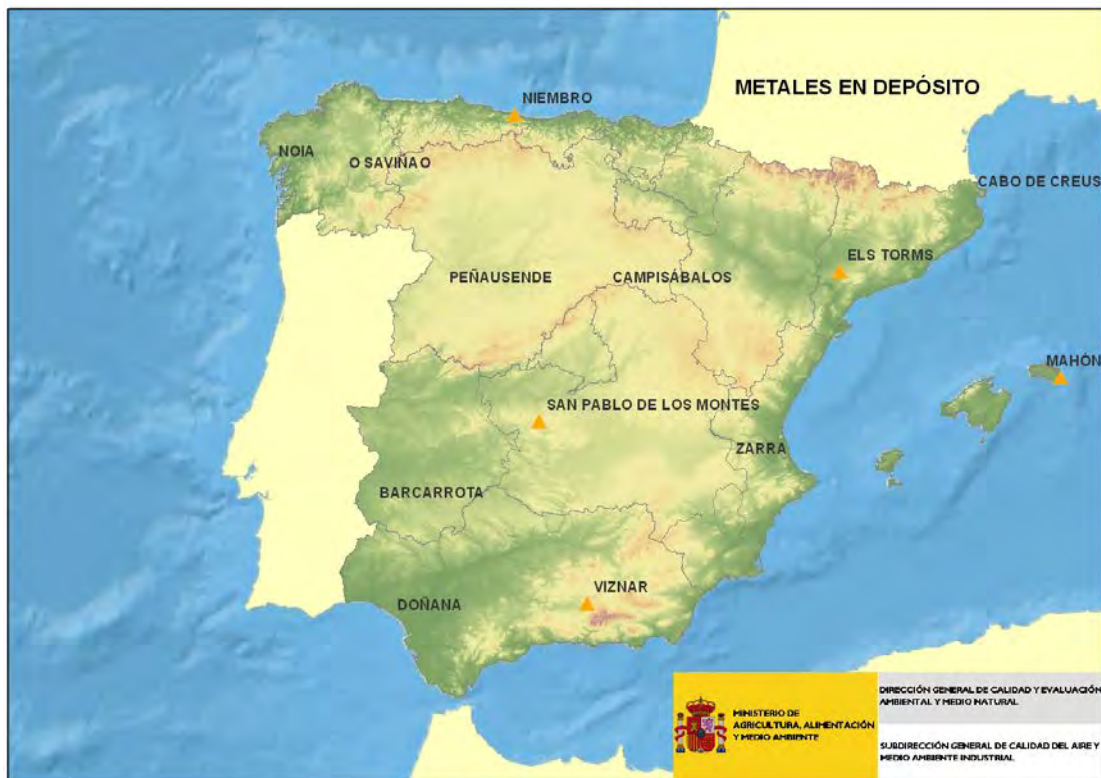 METALES EN DEPÓSITO
NIEMBRO
NOIA
O SAVIÑAO
CABO DE CREUS
ELS TORMS
PEÑAUSENDE
CAMPISÁBALOS
MAHÓN
SAN PABLO DE LOS MONTES
ZARRA
BARCARROTA
VIZNAR
DOÑANA
MINISTERIO DE
AGRICULTURA, ALIMENTACIÓN
Y MEDIO AMBIENTE
DIRECCIÓN GENERAL DE CALIDAD Y EVALUACIÓN
AMBIENTAL Y MEDIO NATURAL
SUBDIRECCIÓN GENERAL DE CALIDAD DEL AIRE Y
MEDIO AMBIENTE INDUSTRIAL